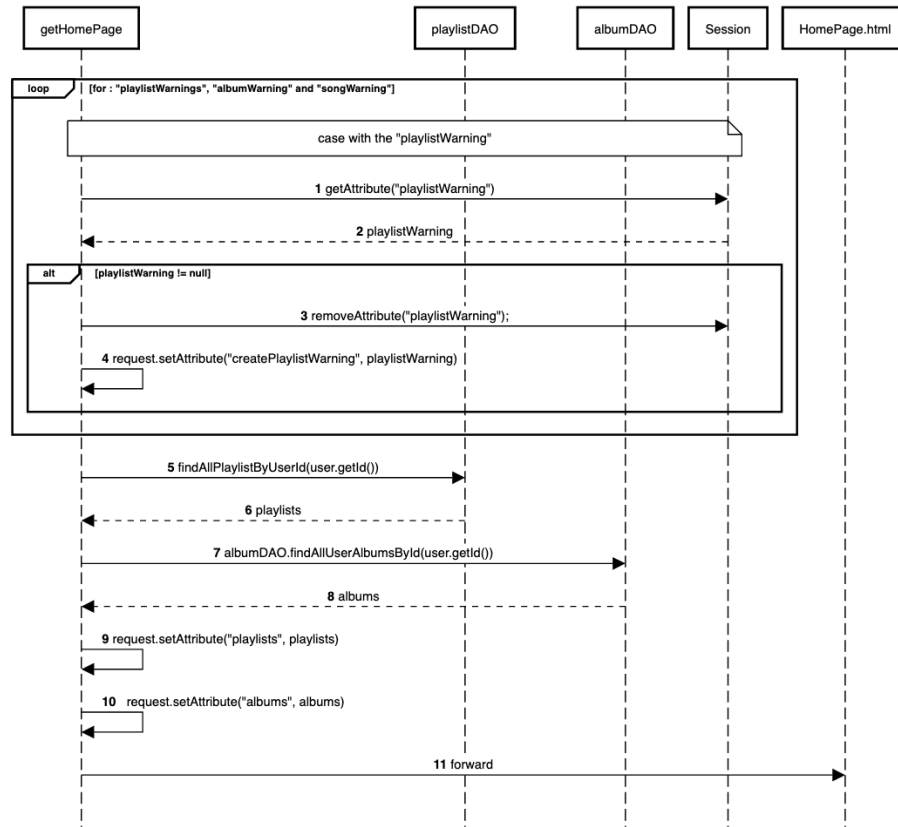 getHomePage
playlistDAO
albumDAO
Session
HomePage.html
loop
[for : "playlistWarnings", "albumWarning" and "songWarning"]
case with the "playlistWarning"
1 getAttribute("playlistWarning")
2 playlistWarning
alt
[playlistWarning != null]
3 removeAttribute("playlistWarning");
4 request.setAttribute("createPlaylistWarning", playlistWarning)
5 findAllPlaylistByUserId(user.getId())
6 playlists
7 albumDAO.findAllUserAlbumsById(user.getId())
8 albums
9 request.setAttribute("playlists", playlists)
10 request.setAttribute("albums", albums)
11 forward